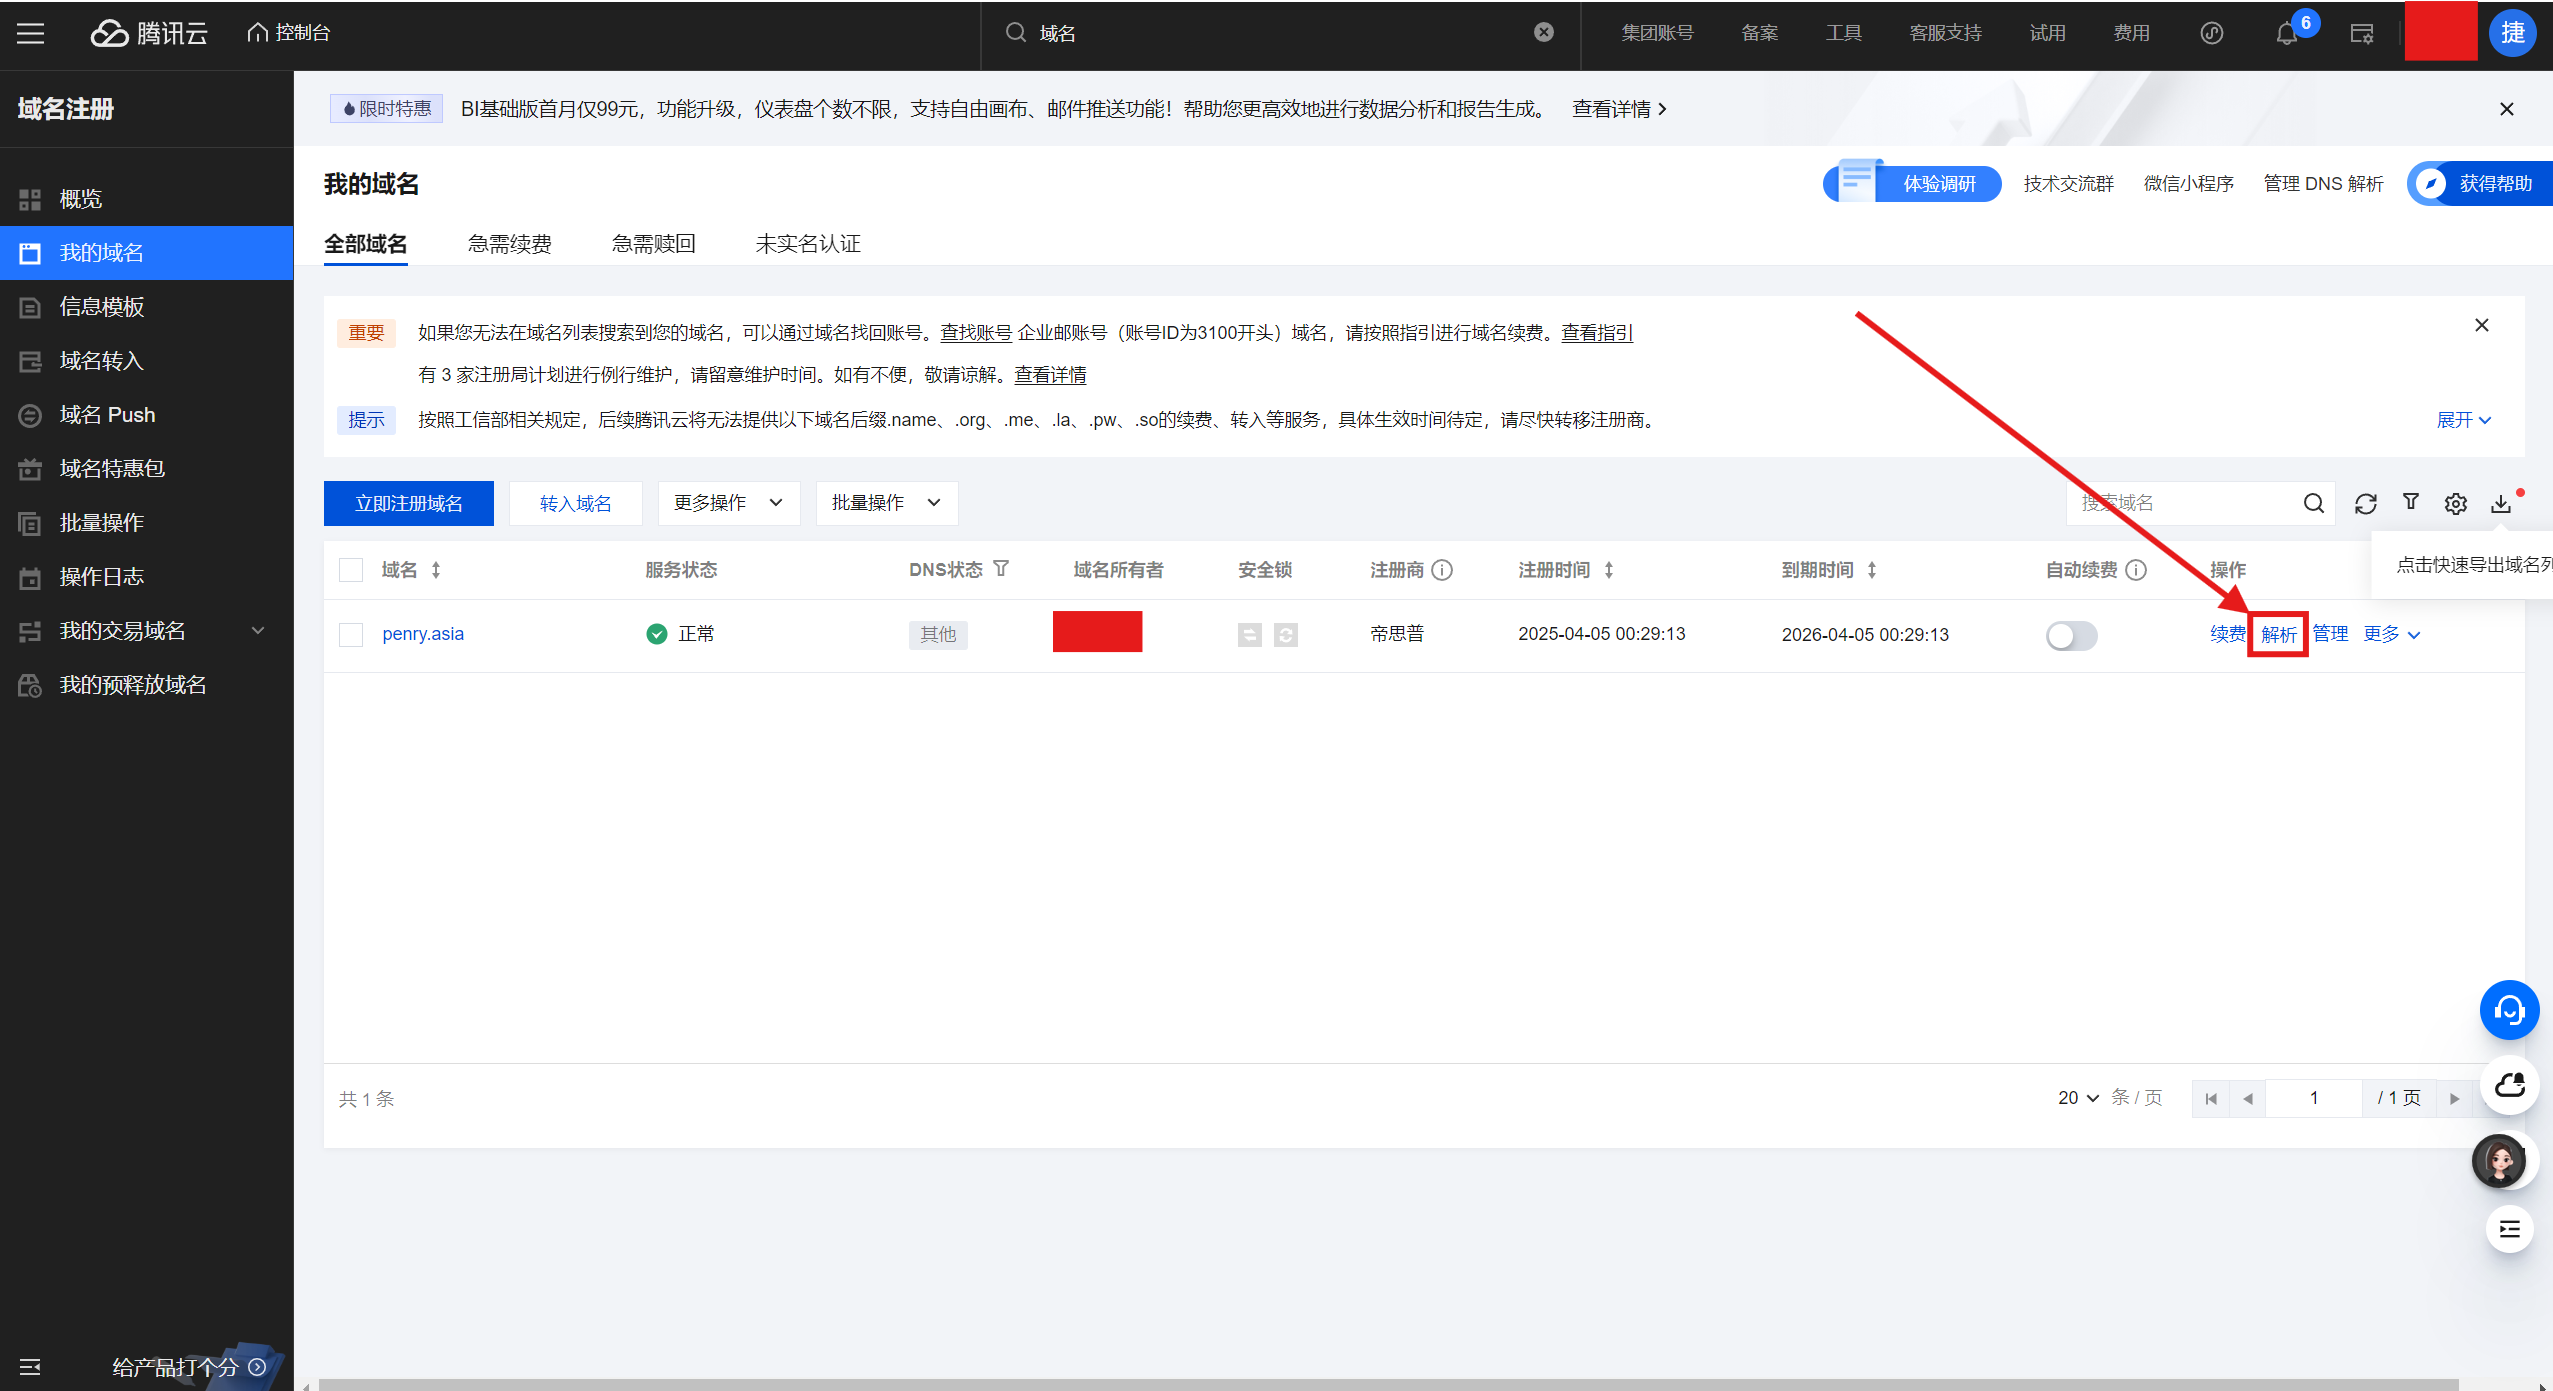 腾讯云 控制台 域名 集团账号 备案 工具 客服支持 试用 费用 6 捷
域名注册
限时特惠 BI基础版首月仅99元，功能升级，仪表盘个数不限，支持自由画布、邮件推送功能！帮助您更高效地进行数据分析和报告生成。 查看详情
概览
我的域名
信息模板
域名转入
域名 Push
域名特惠包
批量操作
操作日志
我的交易域名
我的预释放域名
给产品打个分
我的域名 体验调研 技术交流群 微信小程序 管理 DNS 解析 获得帮助
全部域名 急需续费 急需赎回 未实名认证
重要 如果您无法在域名列表搜索到您的域名，可以通过域名找回账号。查找账号 企业邮账号（账号ID为3100开头）域名，请按照指引进行域名续费。查看指引
有 3 家注册局计划进行例行维护，请留意维护时间。如有不便，敬请谅解。查看详情
提示 按照工信部相关规定，后续腾讯云将无法提供以下域名后缀.name、.org、.me、.la、.pw、.so的续费、转入等服务，具体生效时间待定，请尽快转移注册商。 展开
立即注册域名 转入域名 更多操作 批量操作 搜索域名
点击快速导出域名列
域名 服务状态 DNS状态 域名所有者 安全锁 注册商 注册时间 到期时间 自动续费 操作
penry.asia 正常 其他 帝思普 2025-04-05 00:29:13 2026-04-05 00:29:13 续费 解析 管理 更多
共 1 条 20 条 / 页 1 / 1 页